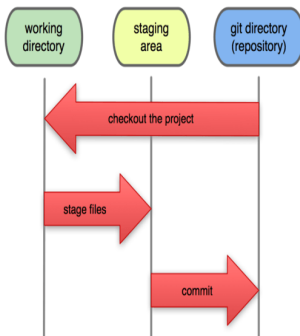 working
directory
staging
area
git directory
(repository)
checkout the project
stage files
commit